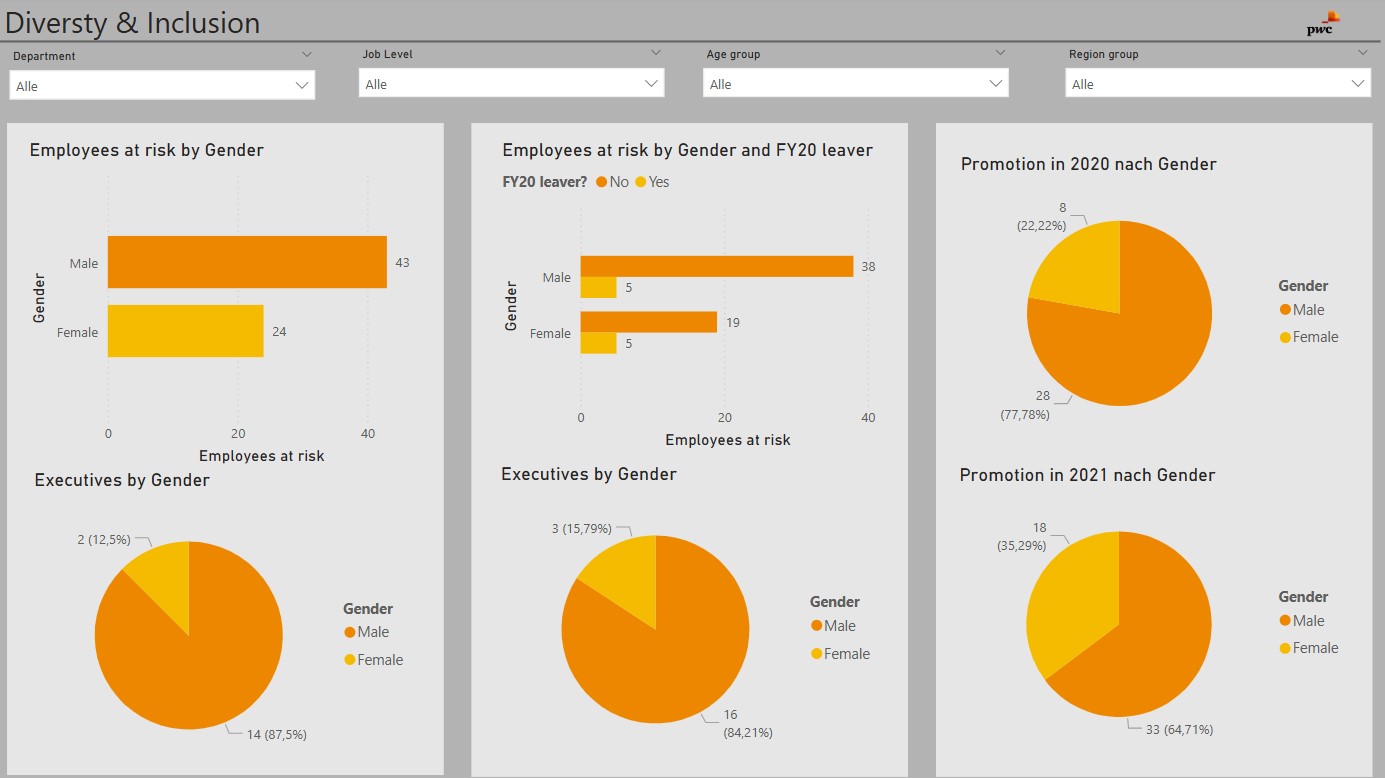 Diversty & Inclusion
pwc
Department
Job Level
Age group
Region group
Alle
Alle
Alle
Alle
Employees at risk by Gender
Gender
Male
43
Female
24
0 20 40
Employees at risk
Employees at risk by Gender and FY20 leaver
FY20 leaver? No Yes
Gender
Male
38
5
Female
19
5
0 20 40
Employees at risk
Promotion in 2020 nach Gender
8
(22,22%)
28
(77,78%)
Gender
Male
Female
Executives by Gender
2 (12,5%)
14 (87,5%)
Gender
Male
Female
Executives by Gender
3 (15,79%)
16
(84,21%)
Gender
Male
Female
Promotion in 2021 nach Gender
18
(35,29%)
33 (64,71%)
Gender
Male
Female